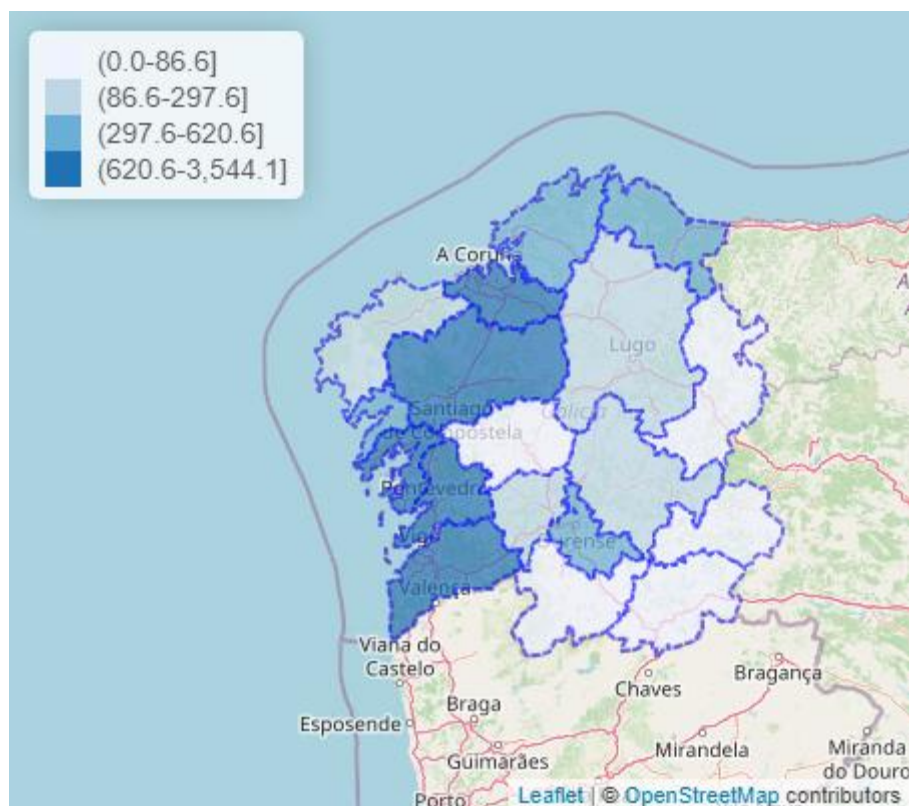 (0.0-86.6]
(86.6-297.6]
(297.6-620.6]
(620.6-3,544.1]
A Coruña
Lugo
Santiago
de Compostela
Galicia
Pontevedra
Vigo
Ourense
Valença
Viana do
Castelo
Chaves
Bragança
Braga
Esposende
Mirandela
Miranda
do Douro
Guimarães
Porto
Leaflet | © OpenStreetMap contributors